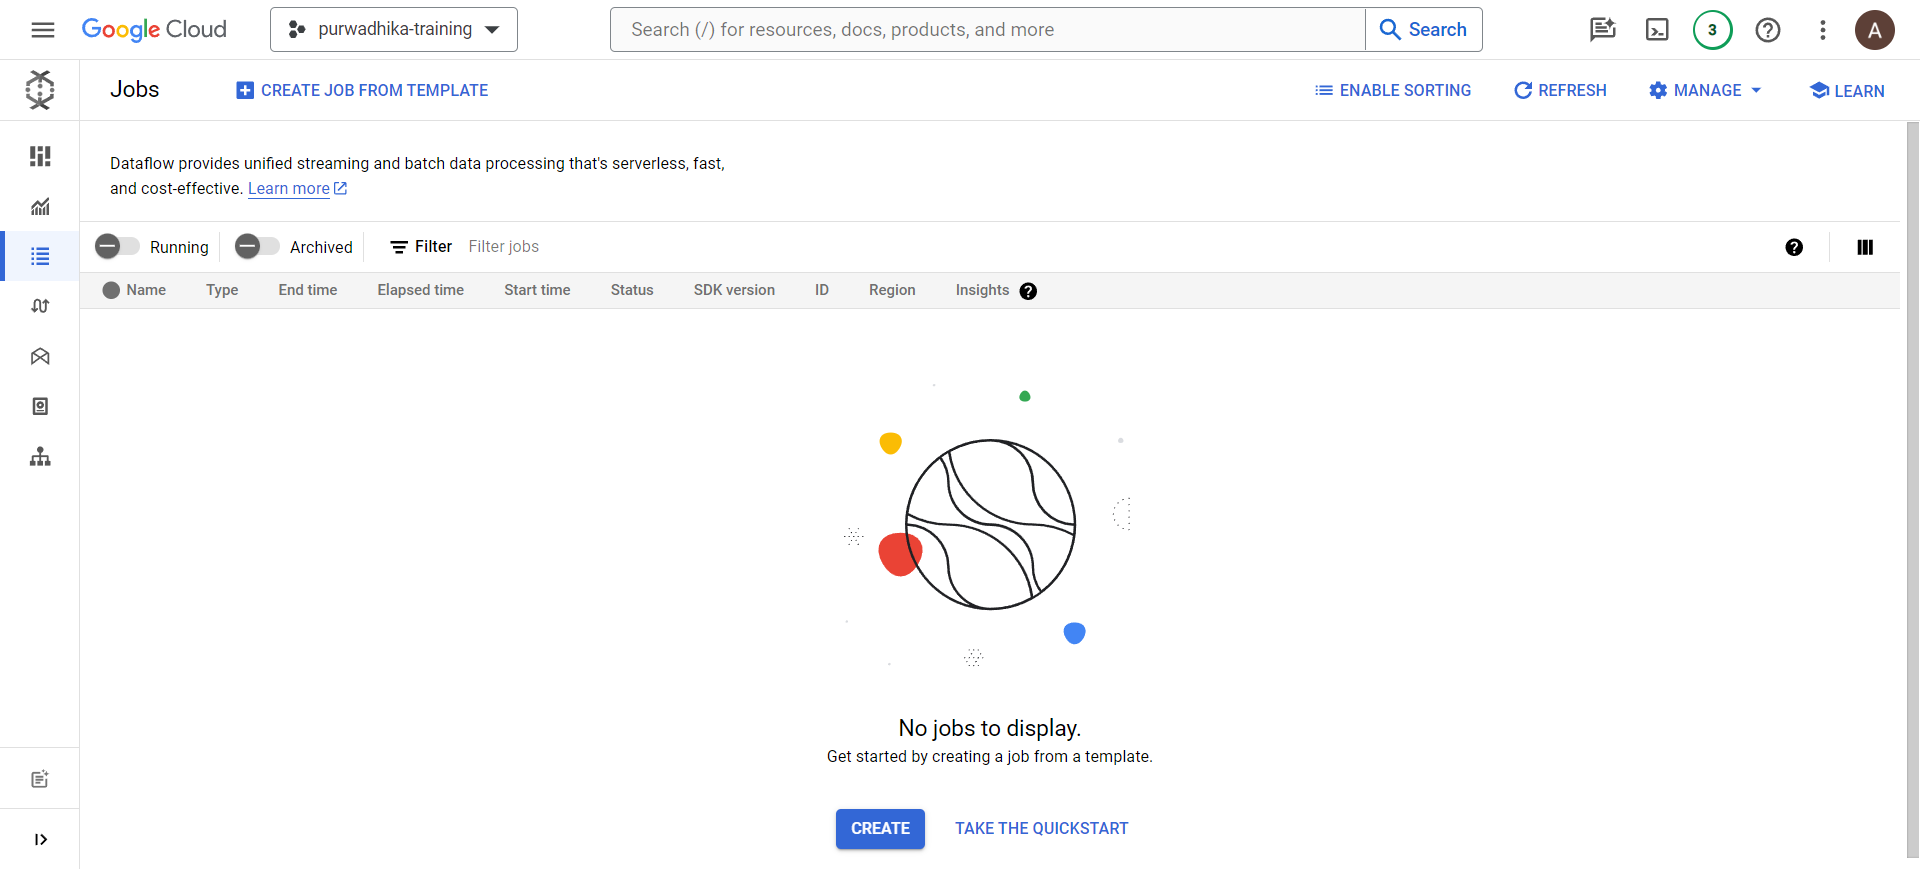 Google Cloud
purwadhika-training
Search (/) for resources, docs, products, and more
Search
3
A
Jobs
CREATE JOB FROM TEMPLATE
ENABLE SORTING
REFRESH
MANAGE
LEARN
Dataflow provides unified streaming and batch data processing that's serverless, fast,
and cost-effective. Learn more
Running
Archived
Filter
Filter jobs
Name
Type
End time
Elapsed time
Start time
Status
SDK version
ID
Region
Insights
No jobs to display.
Get started by creating a job from a template.
CREATE
TAKE THE QUICKSTART